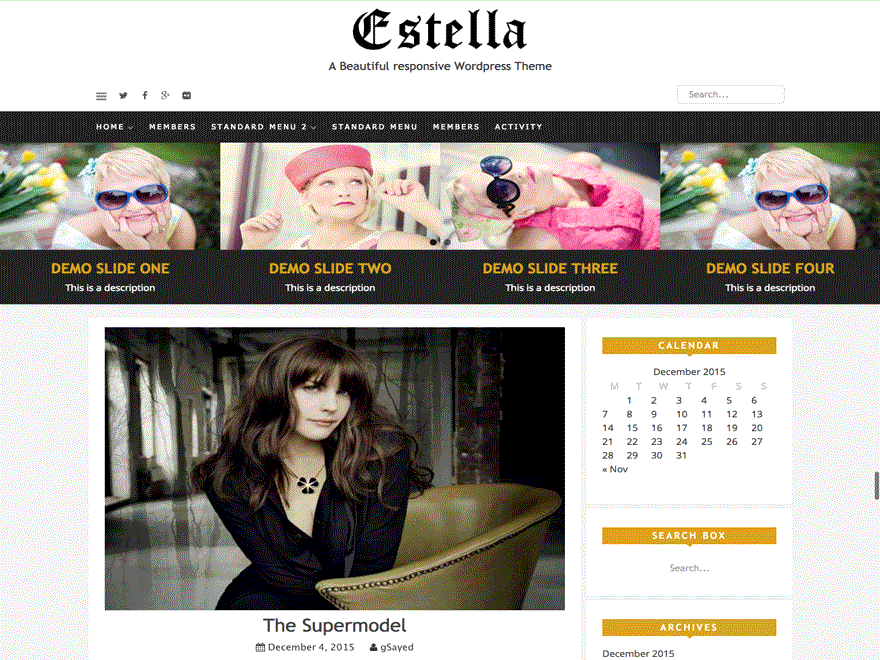 Estella
A Beautiful responsive Wordpress Theme
Search...
HOME MEMBERS STANDARD MENU 2 STANDARD MENU MEMBERS ACTIVITY
DEMO SLIDE ONE
This is a description
DEMO SLIDE TWO
This is a description
DEMO SLIDE THREE
This is a description
DEMO SLIDE FOUR
This is a description
The Supermodel
December 4, 2015 gSayed
CALENDAR
December 2015
M T W T F S S
1 2 3 4 5 6
7 8 9 10 11 12 13
14 15 16 17 18 19 20
21 22 23 24 25 26 27
28 29 30 31
« Nov
SEARCH BOX
Search...
ARCHIVES
December 2015